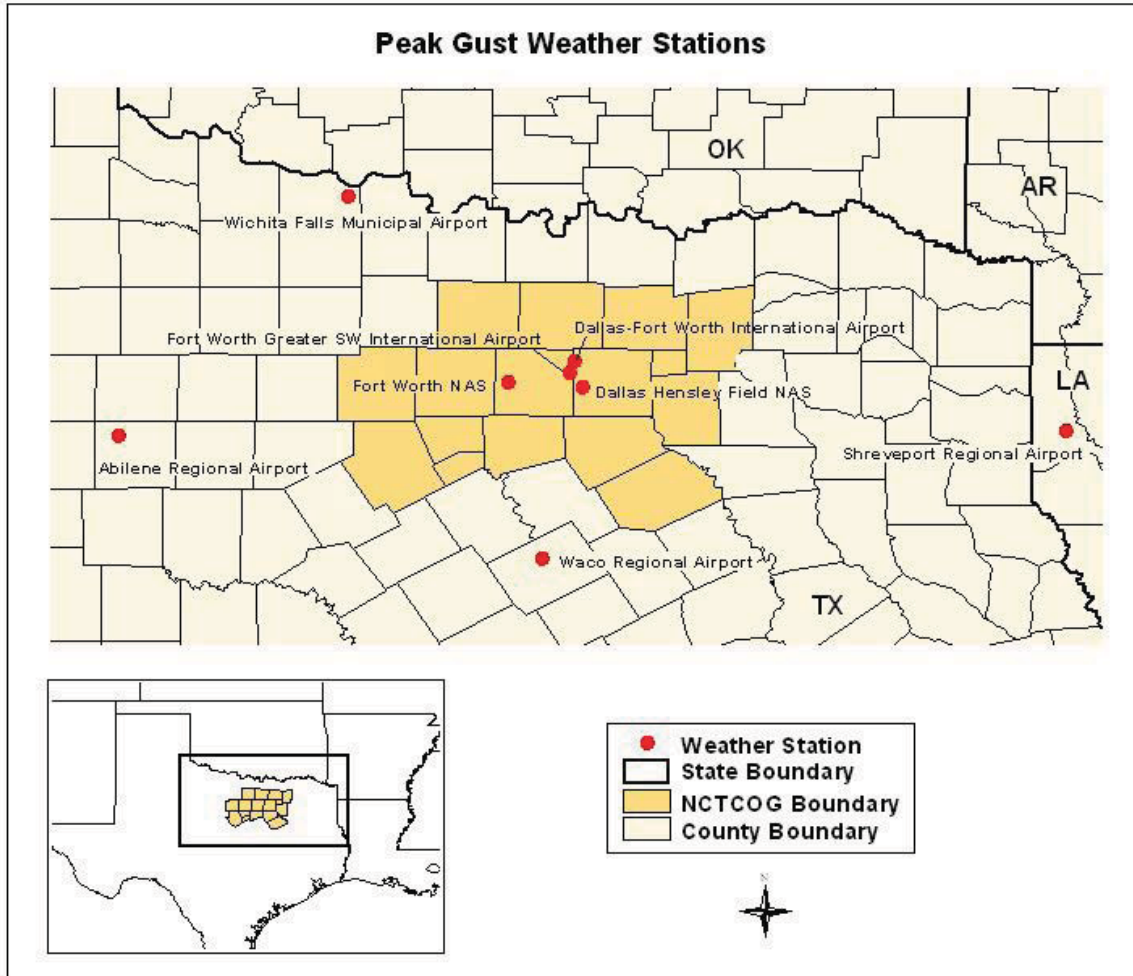 Peak Gust Weather Stations
OK
AR
Wichita Falls Municipal Airport
Fort Worth Greater SW International Airport
Dallas-Fort Worth International Airport
Fort Worth NAS
Dallas Hensley Field NAS
LA
Abilene Regional Airport
Shreveport Regional Airport
Waco Regional Airport
TX
Weather Station
State Boundary
NCTCOG Boundary
County Boundary
N